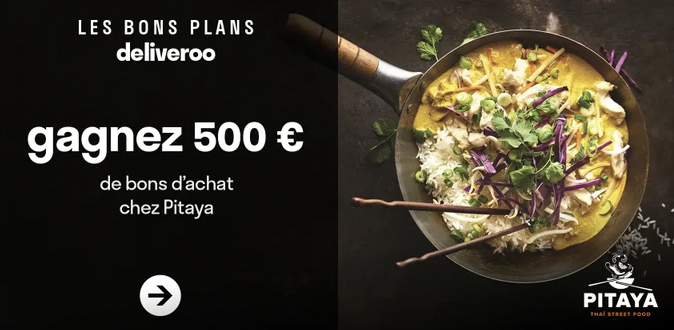 LES BONS PLANS
deliveroo
gagnez 500 €
de bons d'achat
chez Pitaya
PITAYA
THAÏ STREET FOOD